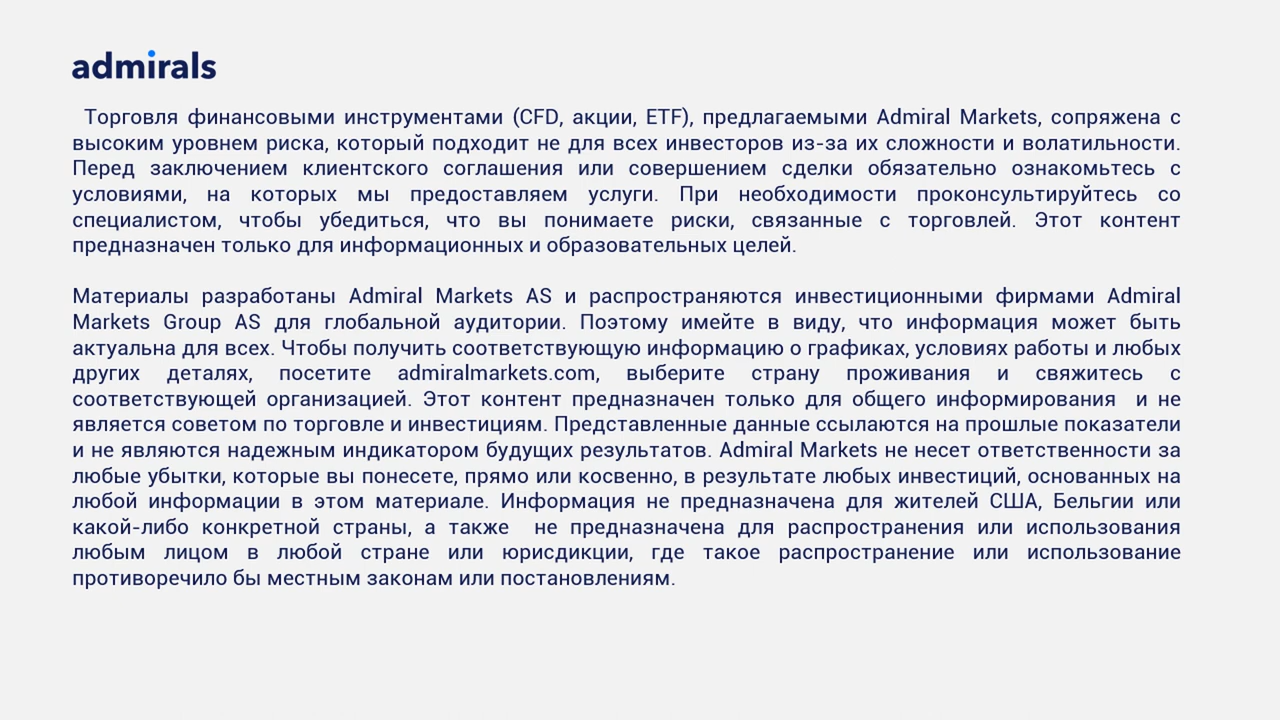 admirals
Торговля финансовыми инструментами (CFD, акции, ETF), предлагаемыми Admiral Markets, сопряжена с
высоким уровнем риска, который подходит не для всех инвесторов из-за их сложности и волатильности.
Перед заключением клиентского соглашения или совершением сделки обязательно ознакомьтесь с
условиями, на которых мы предоставляем услуги. При необходимости проконсультируйтесь со
специалистом, чтобы убедиться, что вы понимаете риски, связанные с торговлей. Этот контент
предназначен только для информационных и образовательных целей.
Материалы разработаны Admiral Markets AS и распространяются инвестиционными фирмами Admiral
Markets Group AS для глобальной аудитории. Поэтому имейте в виду, что информация может быть
актуальна для всех. Чтобы получить соответствующую информацию о графиках, условиях работы и любых
других деталях, посетите admiralmarkets.com, выберите страну проживания и свяжитесь с
соответствующей организацией. Этот контент предназначен только для общего информирования и не
является советом по торговле и инвестициям. Представленные данные ссылаются на прошлые показатели
и не являются надежным индикатором будущих результатов. Admiral Markets не несет ответственности за
любые убытки, которые вы понесете, прямо или косвенно, в результате любых инвестиций, основанных на
любой информации в этом материале. Информация не предназначена для жителей США, Бельгии или
какой-либо конкретной страны, а также не предназначена для распространения или использования
любым лицом в любой стране или юрисдикции, где такое распространение или использование
противоречило бы местным законам или постановлениям.